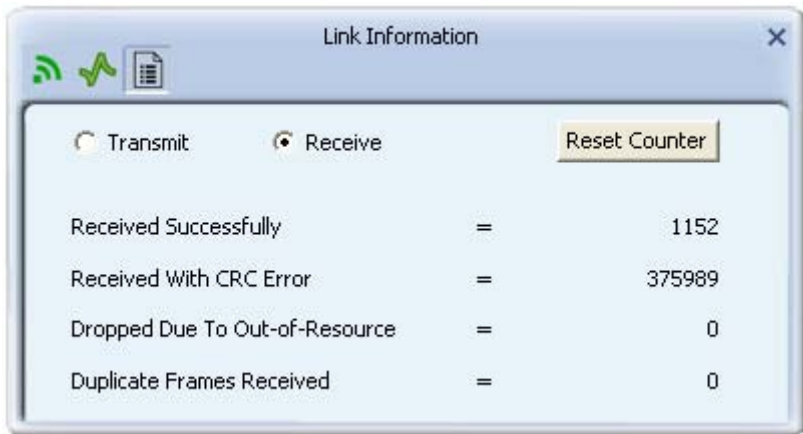 Link Information
Transmit Receive Reset Counter
Received Successfully = 1152
Received With CRC Error = 375989
Dropped Due To Out-of-Resource = 0
Duplicate Frames Received = 0